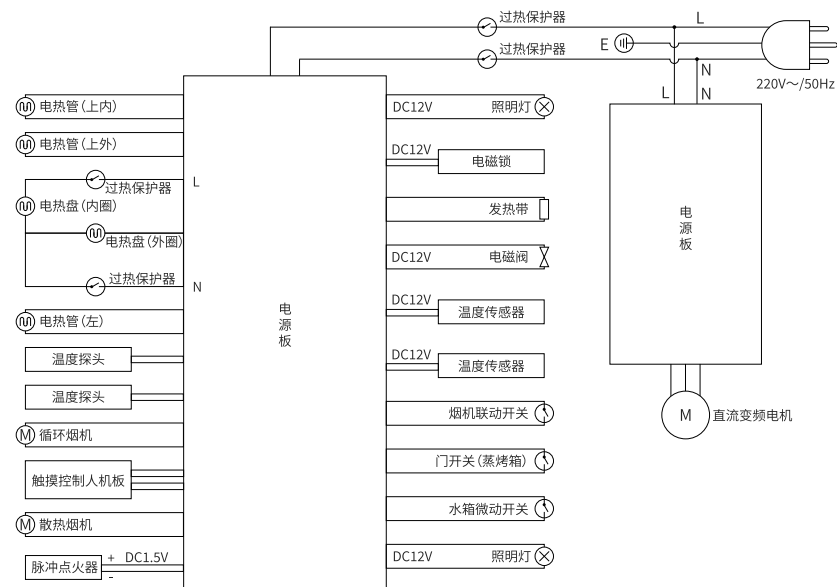 过热保护器
L
E
过热保护器
N
220V～/50Hz
L
N
电热管(上内)
DC12V
照明灯
电热管(上外)
DC12V
电磁锁
过热保护器
L
电热盘(内圈)
发热带
电热盘(外圈)
DC12V
电磁阀
过热保护器
N
DC12V
温度传感器
电热管(左)
电
源
板
电
源
板
温度探头
DC12V
温度传感器
温度探头
烟机联动开关
M
直流变频电机
M
循环烟机
门开关(蒸烤箱)
触摸控制人机板
水箱微动开关
M
散热烟机
脉冲点火器
+
DC1.5V
-
DC12V
照明灯